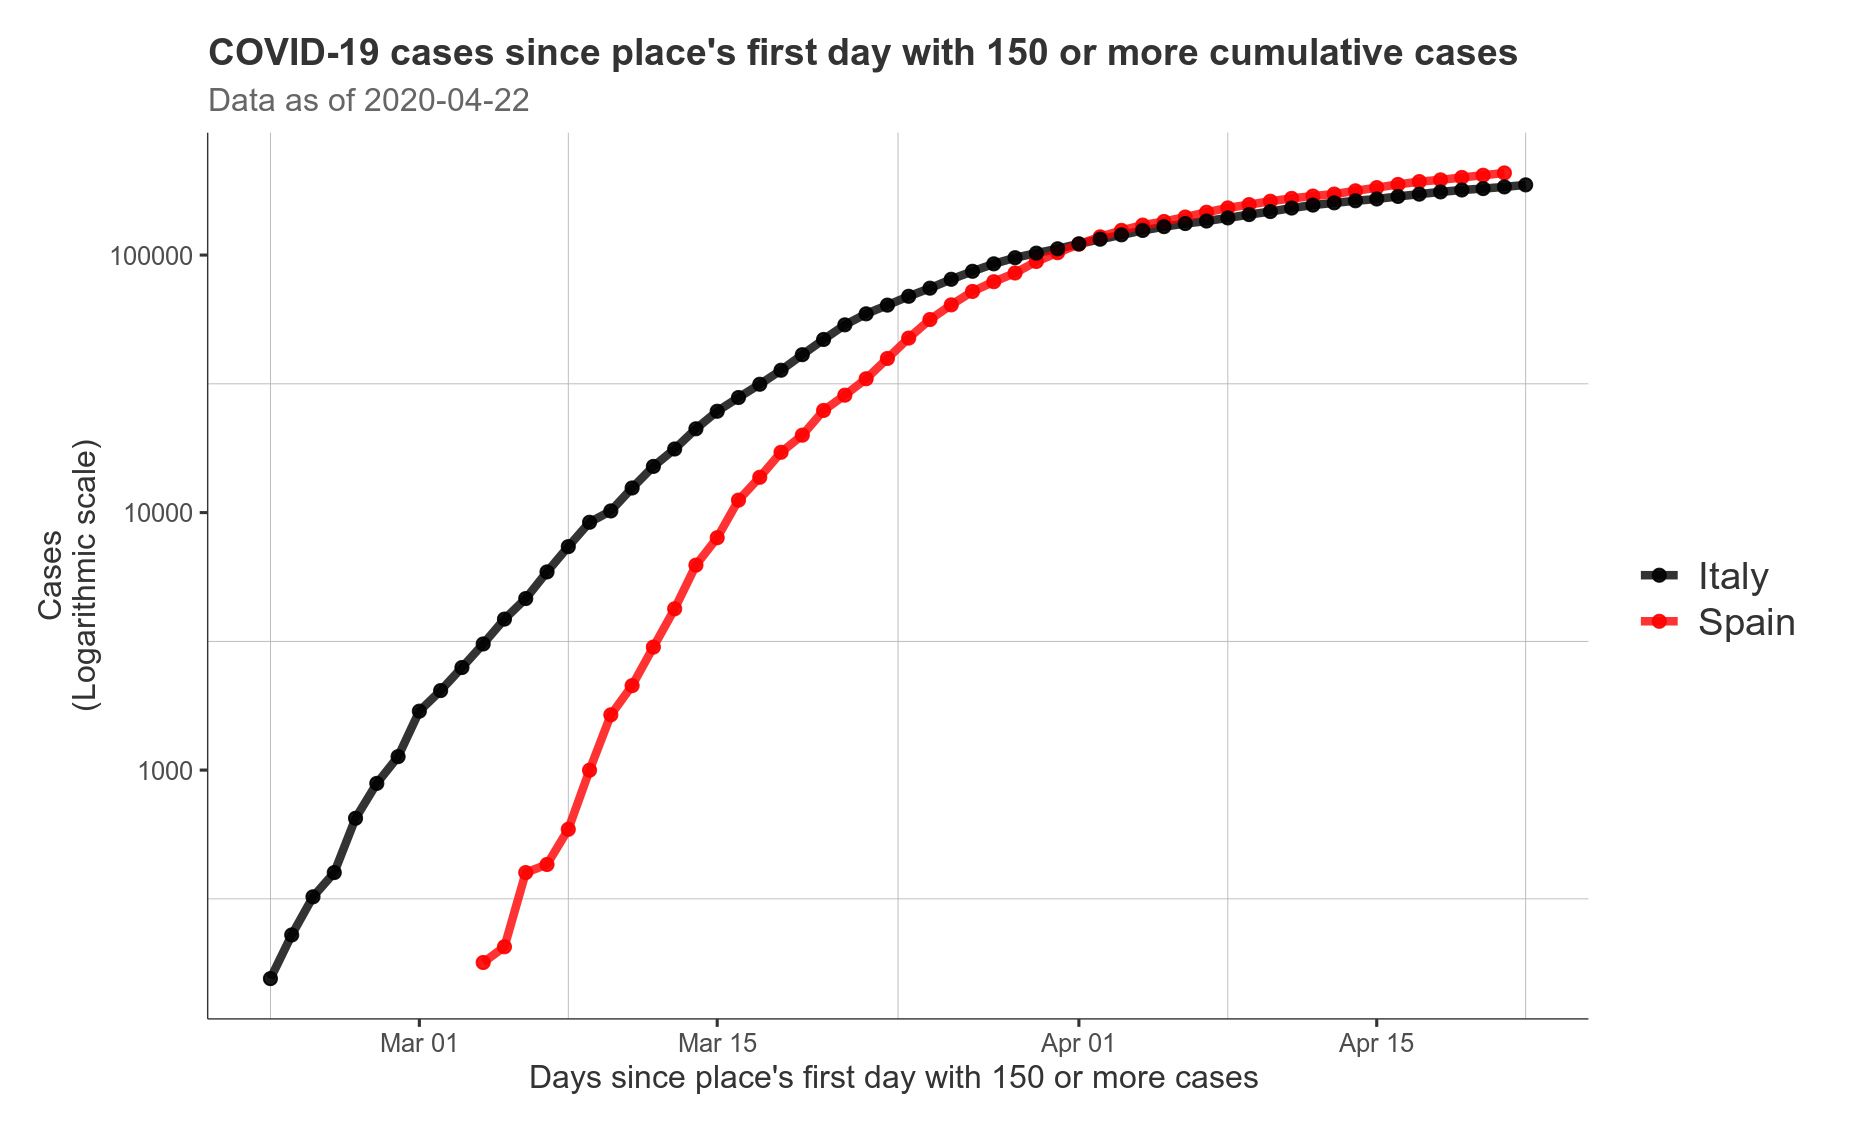 COVID-19 cases since place's first day with 150 or more cumulative cases
Data as of 2020-04-22
100000
10000
1000
Cases
(Logarithmic scale)
Italy
Spain
Mar 01
Mar 15
Apr 01
Apr 15
Days since place's first day with 150 or more cases